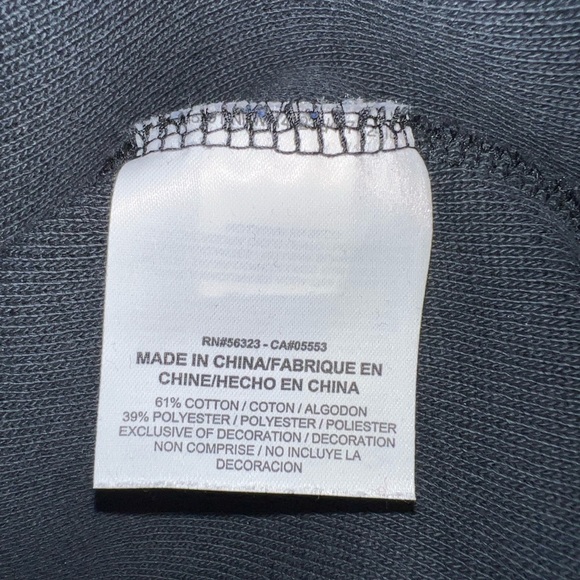 RN#56323 - CA#05553
MADE IN CHINA/FABRIQUE EN
CHINE/HECHO EN CHINA
61% COTTON / COTON / ALGODON
39% POLYESTER / POLYESTER / POLIESTER
EXCLUSIVE OF DECORATION / DECORATION
NON COMPRISE / NO INCLUYE LA
DECORACION